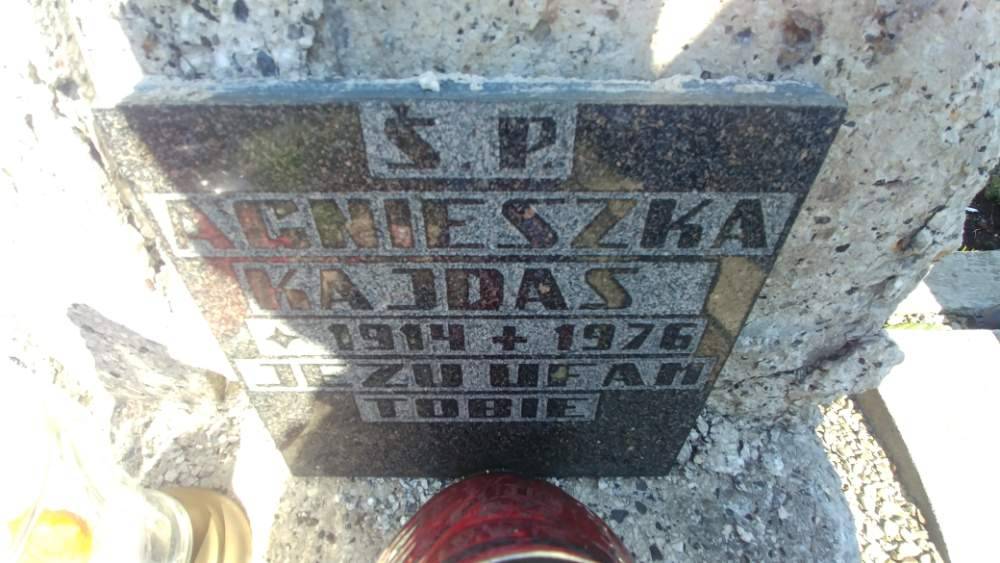 Ś.P.
AGNIESZKA
KAJDAS
✧ 1914 + 1976
JEZU UFAM
TOBIE